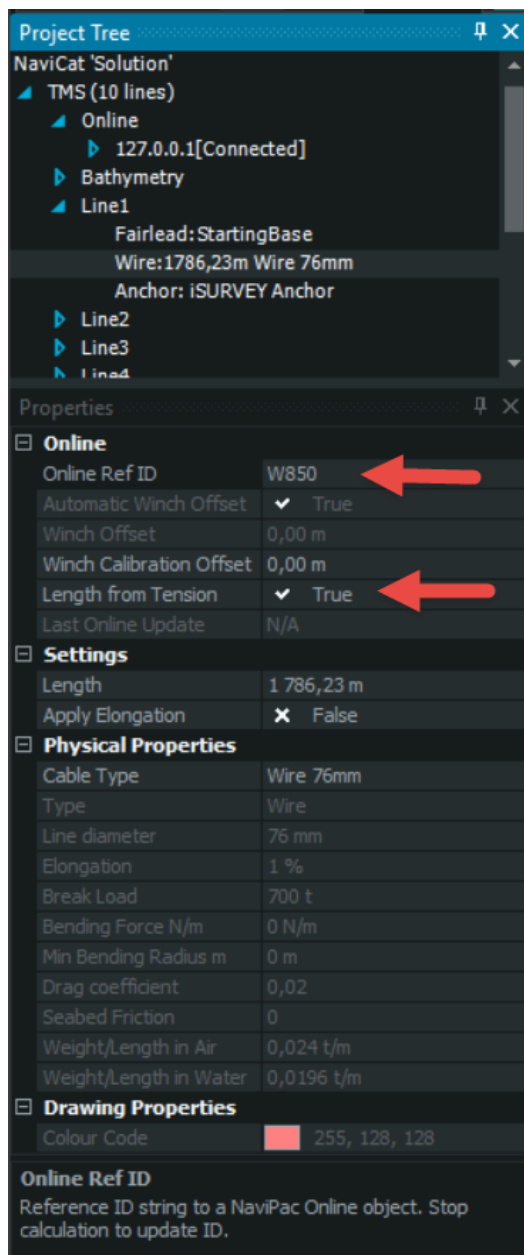 Project Tree
NaviCat 'Solution'
TMS (10 lines)
Online
127.0.0.1[Connected]
Bathymetry
Line1
Fairlead:StartingBase
Wire:1786,23m Wire 76mm
Anchor: iSURVEY Anchor
Line2
Line3
Line4
Properties
Online
Online Ref ID W850
Automatic Winch Offset True
Winch Offset 0,00 m
Winch Calibration Offset 0,00 m
Length from Tension True
Last Online Update N/A
Settings
Length 1 786,23 m
Apply Elongation False
Physical Properties
Cable Type Wire 76mm
Type Wire
Line diameter 76 mm
Elongation 1 %
Break Load 700 t
Bending Force N/m 0 N/m
Min Bending Radius m 0 m
Drag coefficient 0,02
Seabed Friction 0
Weight/Length in Air 0,024 t/m
Weight/Length in Water 0,0196 t/m
Drawing Properties
Colour Code 255, 128, 128
Online Ref ID
Reference ID string to a NaviPac Online object. Stop
calculation to update ID.